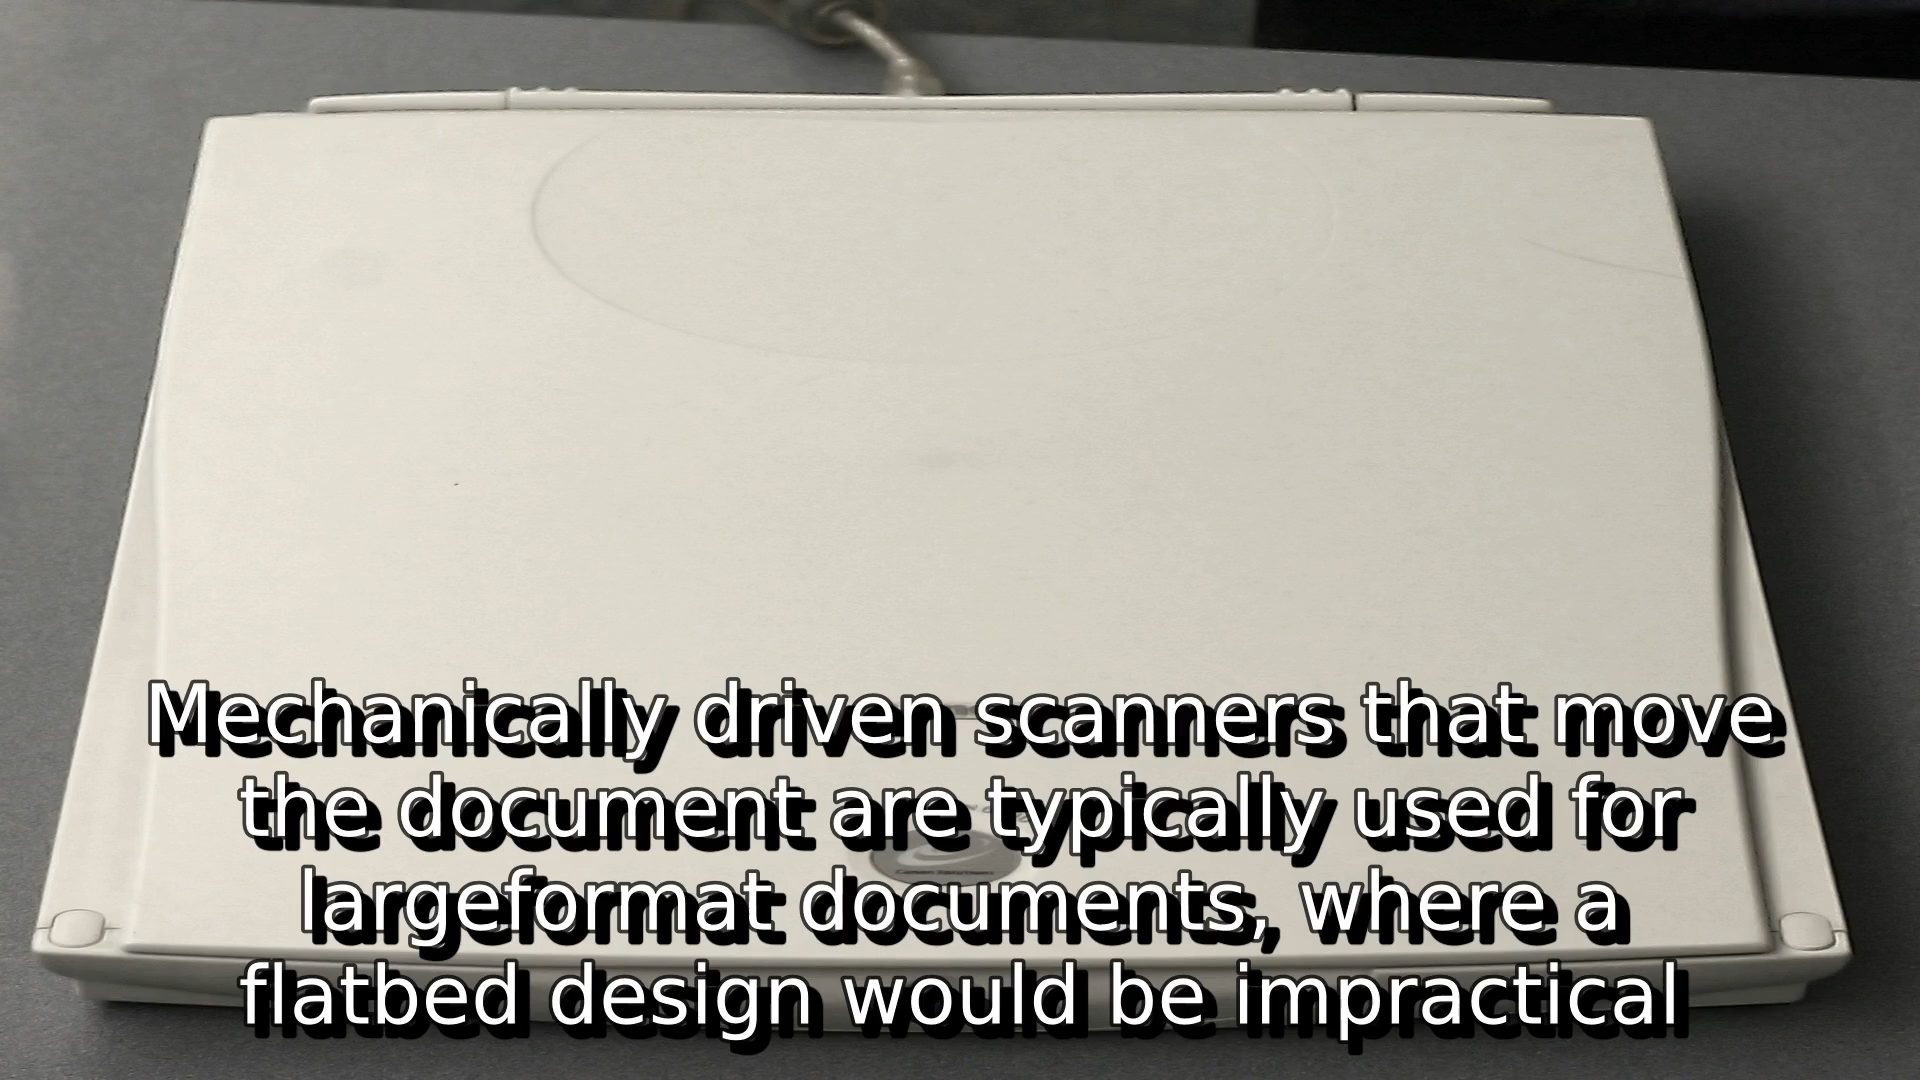 Mechanically driven scanners that move
the document are typically used for
largeformat documents, where a
flatbed design would be impractical